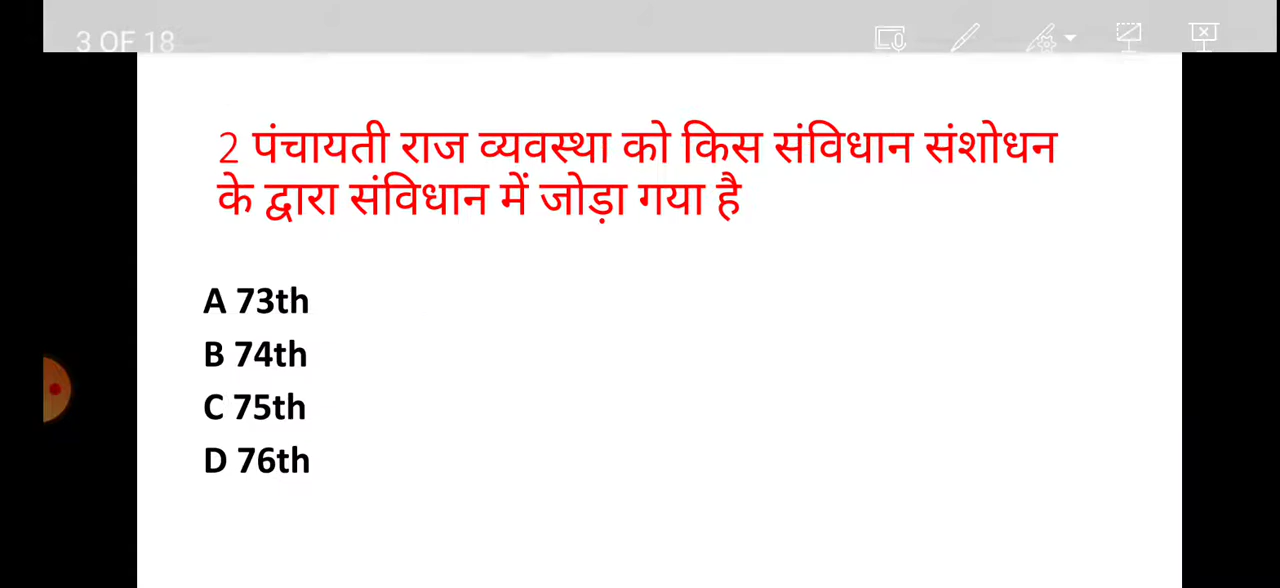 3 OF 18
2 पंचायती राज व्यवस्था को किस संविधान संशोधन
के द्वारा संविधान में जोड़ा गया है
A 73th
B 74th
C 75th
D 76th